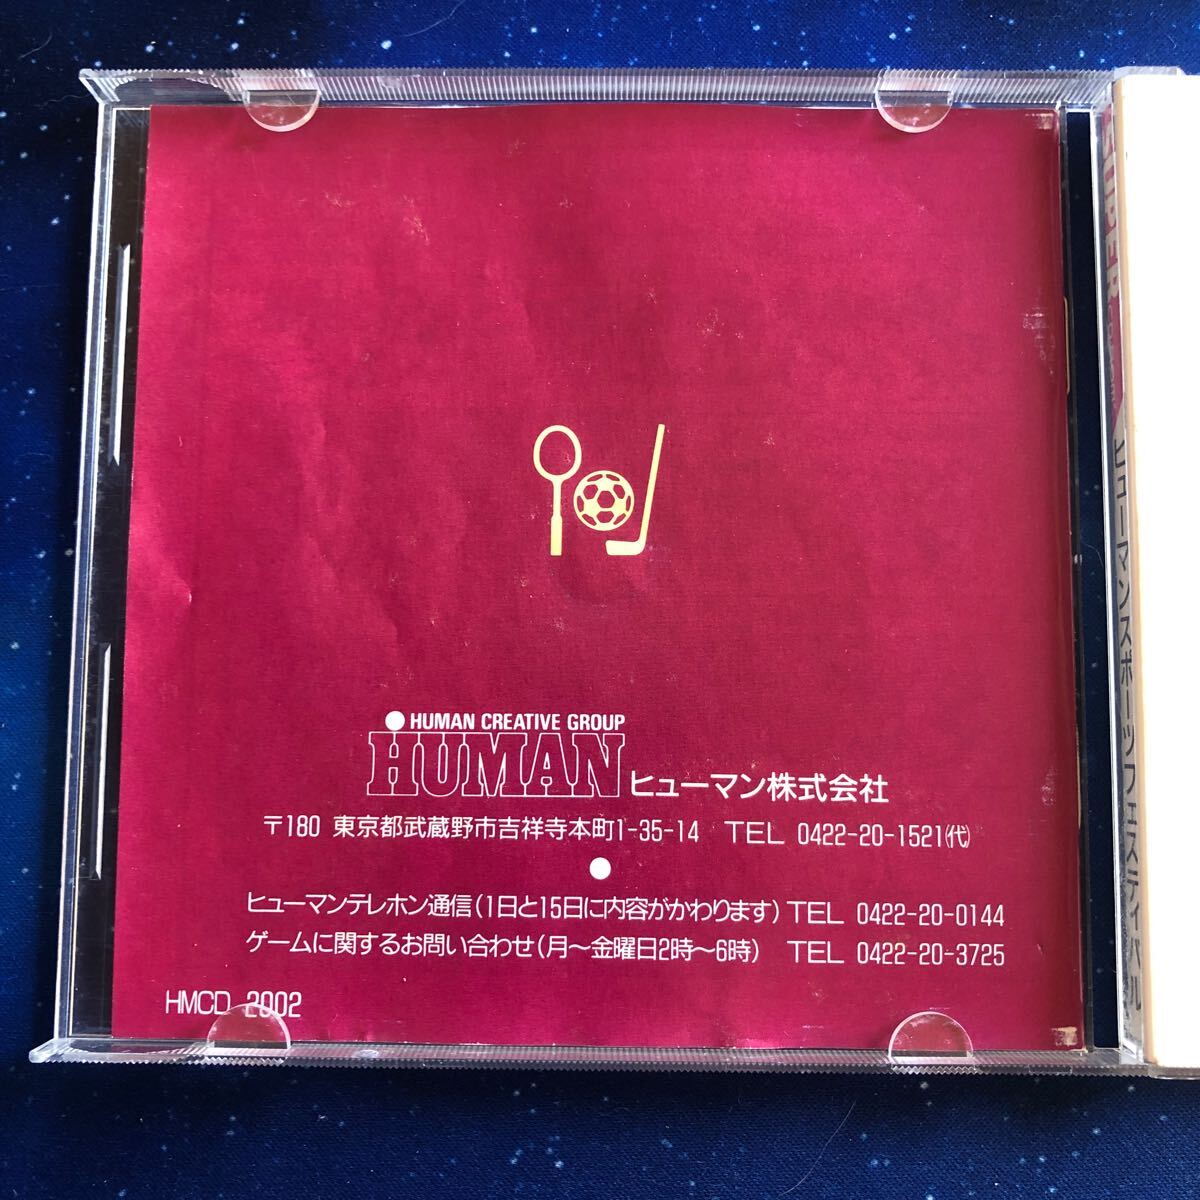 HUMAN CREATIVE GROUP
HUMAN ヒューマン株式会社
〒180 東京都武蔵野市吉祥寺本町1-35-14 TEL 0422-20-1521(代)
ヒューマンテレホン通信(1日と15日に内容がかわります) TEL 0422-20-0144
ゲームに関するお問い合わせ(月〜金曜日2時〜6時) TEL 0422-20-3725
HMCD 2002
SUPER
ヒューマンスポーツフェスティバル